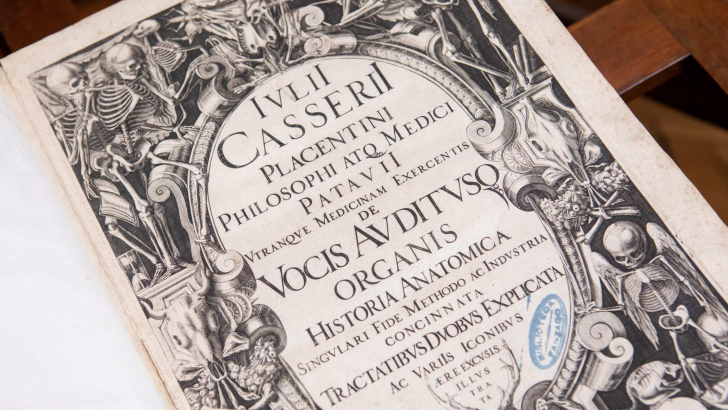 IVLII
CASSERII
PLACENTINI
PHILOSOPHI ATQ MEDICI
PATAVII
VTRANQVE MEDICINAM EXERCENTIS
DE
VOCIS AVDITVSQ
ORGANIS
HISTORIA ANATOMICA
SINGVLARI FIDE METHODO AC INDVSTRIA
CONCINNATA
TRACTATIBVS DVOBVS EXPLICATA
AC VARIIS ICONIBVS
ÆRE EXCVSIS
ILLVS
TRA
TA
BIBLIOTECA